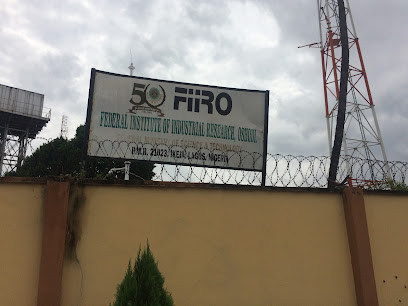 50 FIIRO
FEDERAL INSTITUTE OF INDUSTRIAL RESEARCH, OSHODI
P.M.B. 21023, IKEJA, LAGOS, NIGERIA